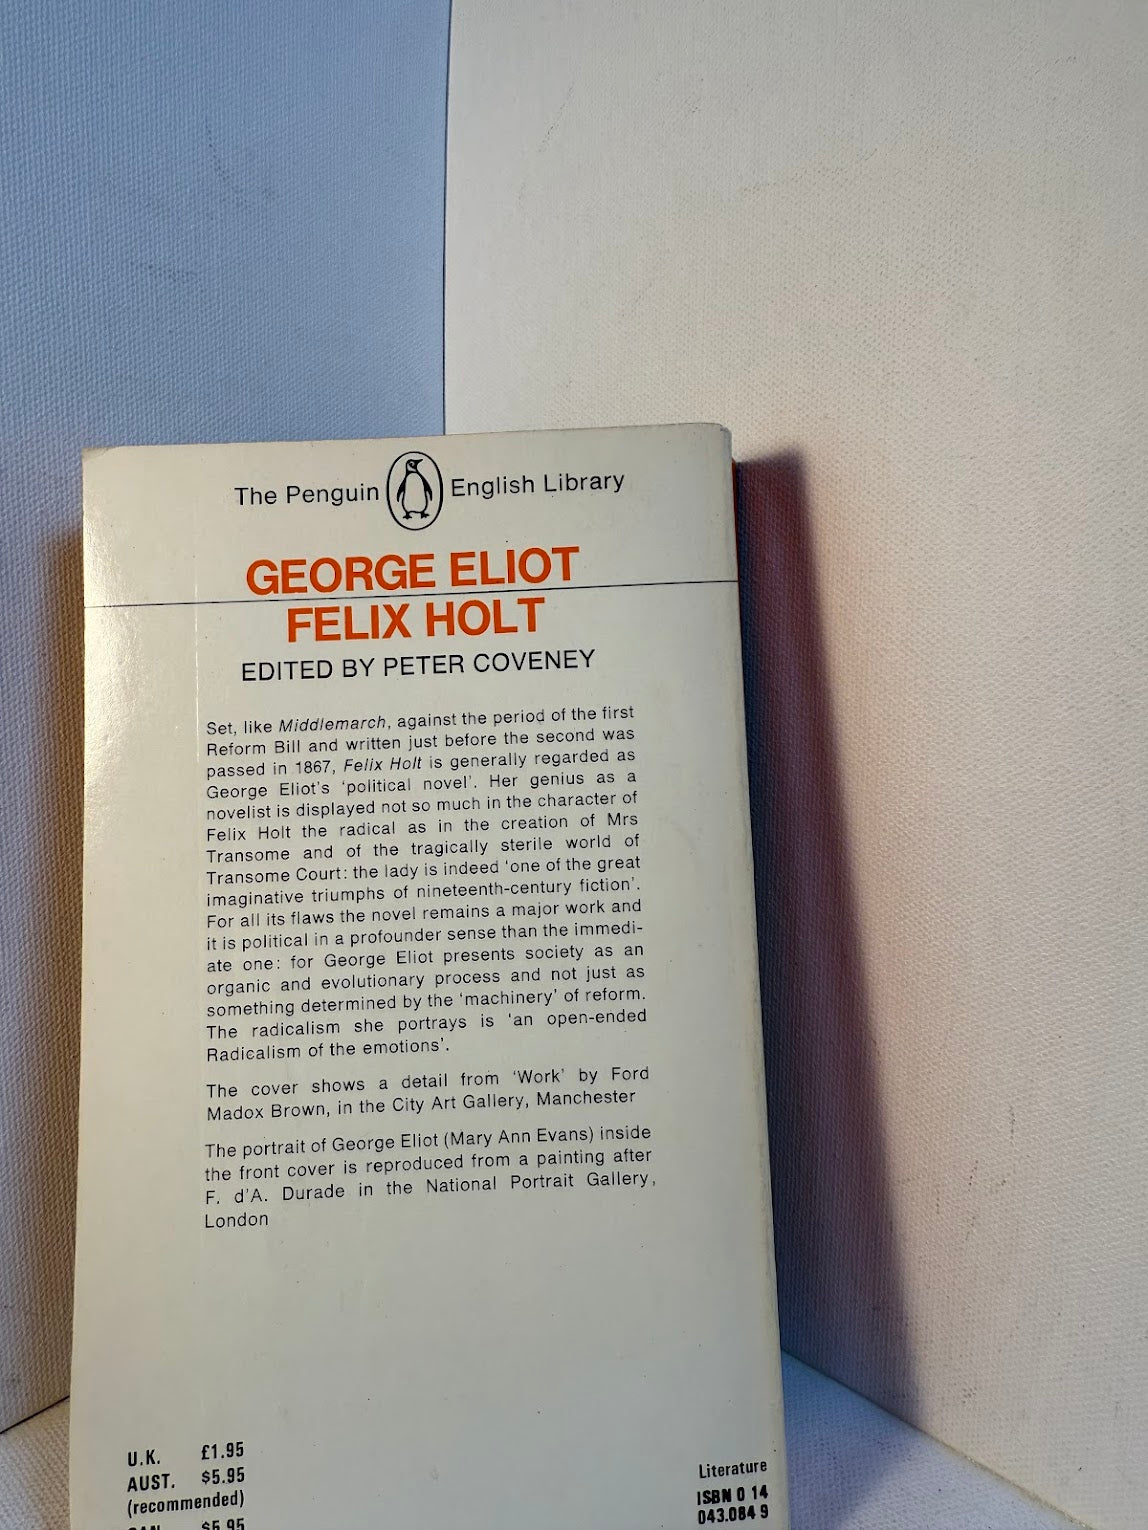 The Penguin English Library
GEORGE ELIOT
FELIX HOLT
EDITED BY PETER COVENEY
Set, like Middlemarch, against the period of the first
Reform Bill and written just before the second was
passed in 1867, Felix Holt is generally regarded as
George Eliot's ‘political novel’. Her genius as a
novelist is displayed not so much in the character of
Felix Holt the radical as in the creation of Mrs
Transome and of the tragically sterile world of
Transome Court: the lady is indeed ‘one of the great
imaginative triumphs of nineteenth-century fiction’.
For all its flaws the novel remains a major work and
it is political in a profounder sense than the immedi-
ate one: for George Eliot presents society as an
organic and evolutionary process and not just as
something determined by the ‘machinery’ of reform.
The radicalism she portrays is ‘an open-ended
Radicalism of the emotions’.
The cover shows a detail from ‘Work’ by Ford
Madox Brown, in the City Art Gallery, Manchester
The portrait of George Eliot (Mary Ann Evans) inside
the front cover is reproduced from a painting after
F. d'A. Durade in the National Portrait Gallery,
London
U.K. £1.95
AUST. $5.95
(recommended)
CAN $5.95
Literature
ISBN 0 14
043.084 9